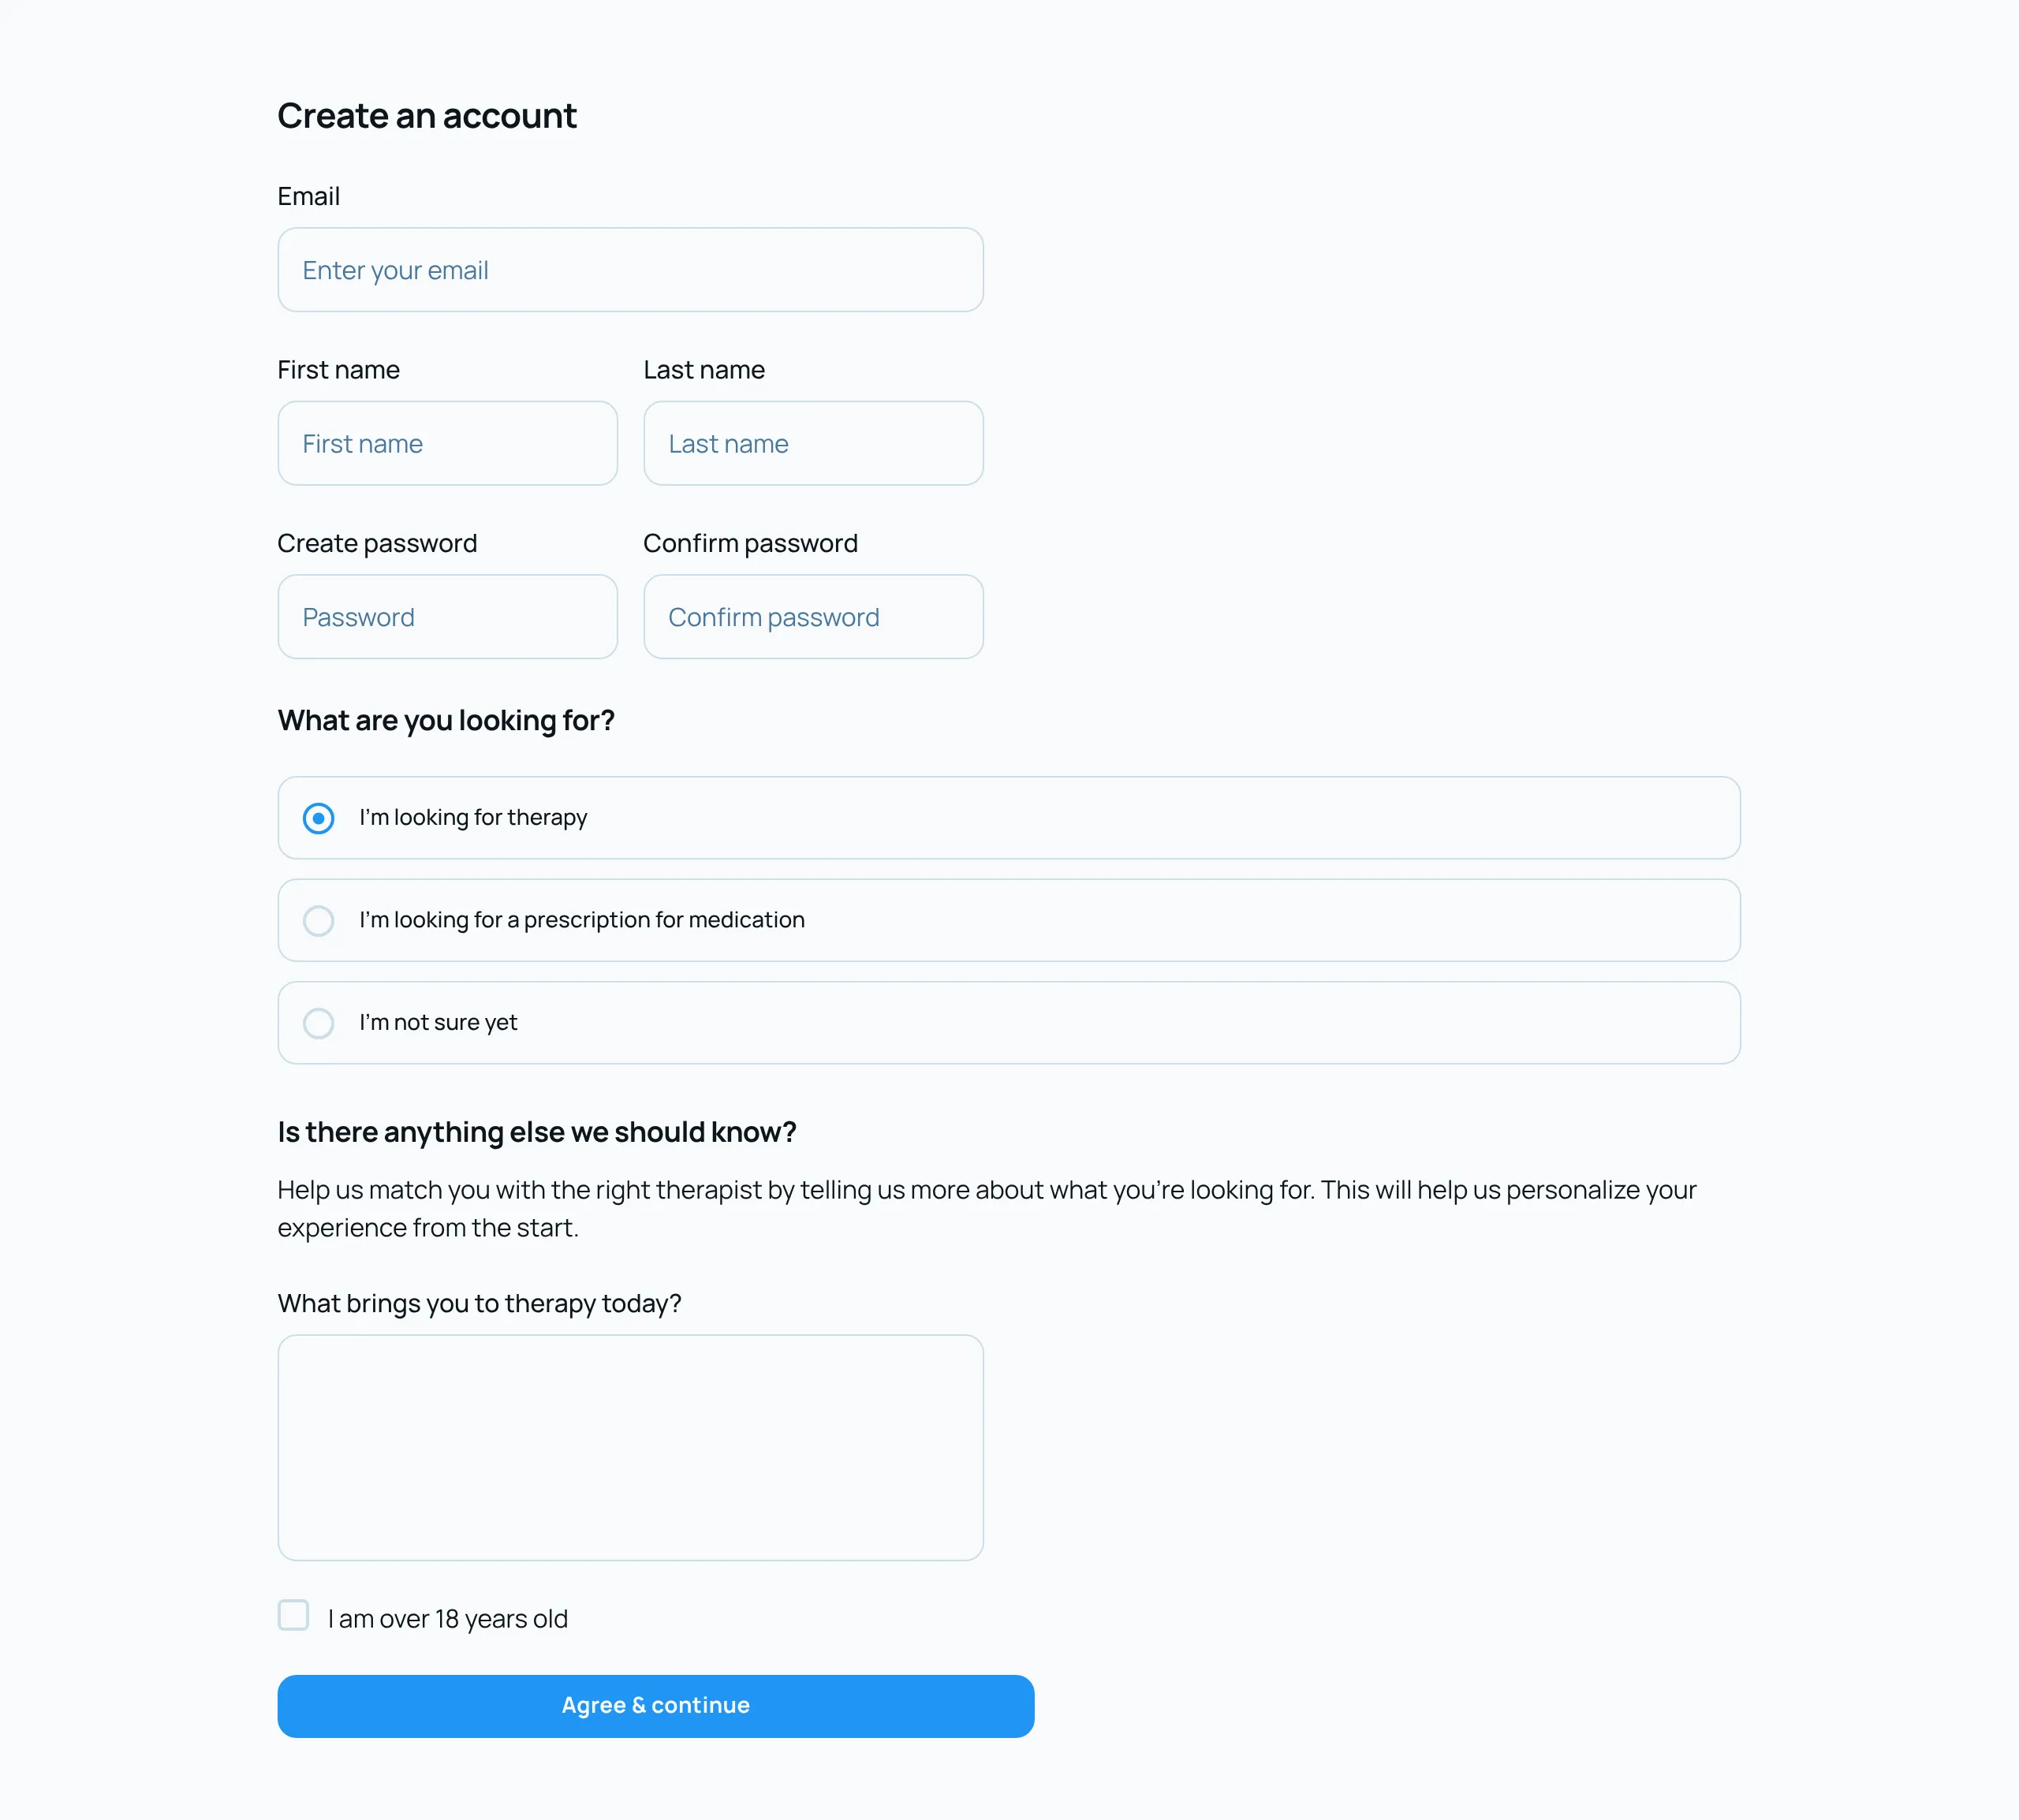 Create an account
Email
Enter your email
First name
Last name
First name
Last name
Create password
Confirm password
Password
Confirm password
What are you looking for?
I’m looking for therapy
I’m looking for a prescription for medication
I’m not sure yet
Is there anything else we should know?
Help us match you with the right therapist by telling us more about what you’re looking for. This will help us personalize your
experience from the start.
What brings you to therapy today?
I am over 18 years old
Agree & continue